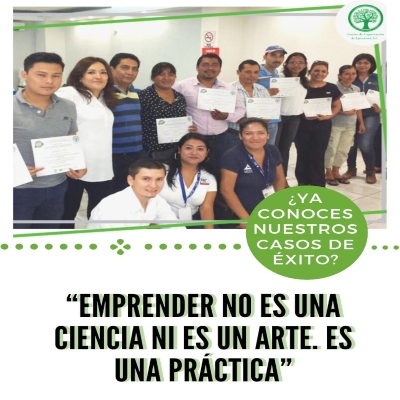 ¿YA
CONOCES
NUESTROS
CASOS DE
ÉXITO?
“EMPRENDER NO ES UNA
CIENCIA NI ES UN ARTE. ES
UNA PRÁCTICA”